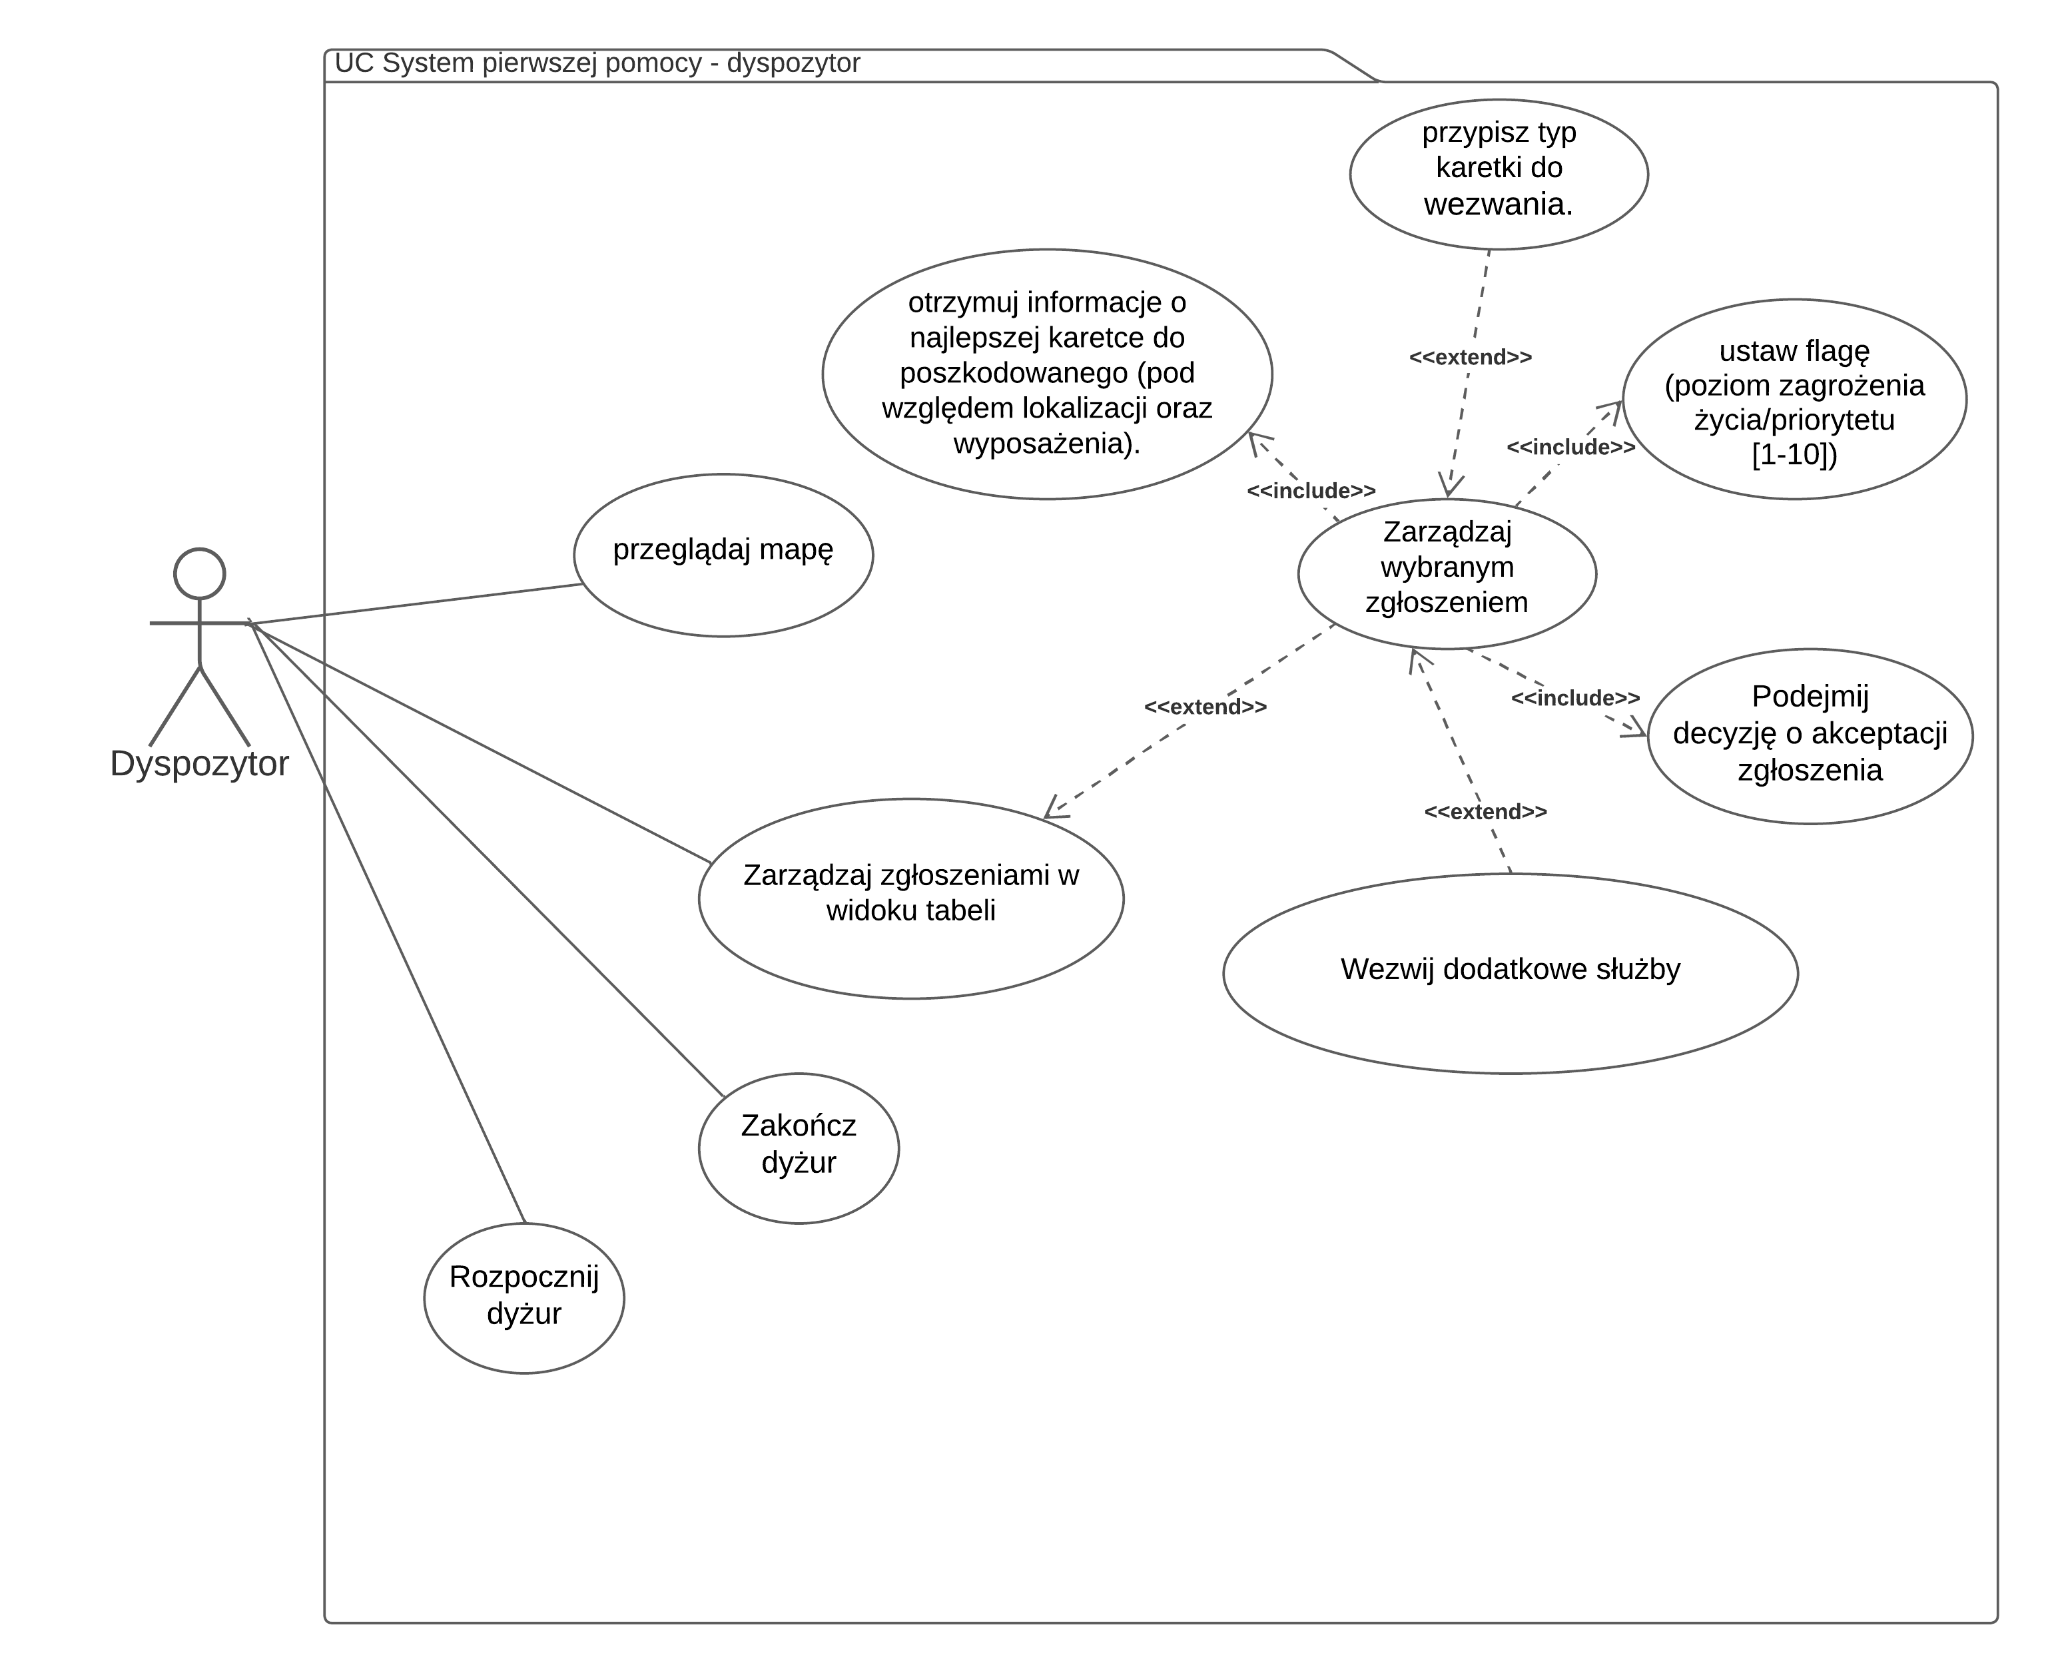 UC System pierwszej pomocy - dyspozytor
przypisz typ
karetki do
wezwania.
otrzymuj informacje o
najlepszej karetce do
poszkodowanego (pod
względem lokalizacji oraz
wyposażenia).
<<extend>>
ustaw flagę
(poziom zagrożenia
życia/priorytetu
[1-10])
<<include>>
<<include>>
przeglądaj mapę
Zarządzaj
wybranym
zgłoszeniem
Dyspozytor
<<extend>>
<<include>>
Podejmij
decyzję o akceptacji
zgłoszenia
<<extend>>
Zarządzaj zgłoszeniami w
widoku tabeli
Wezwij dodatkowe służby
Zakończ
dyżur
Rozpocznij
dyżur